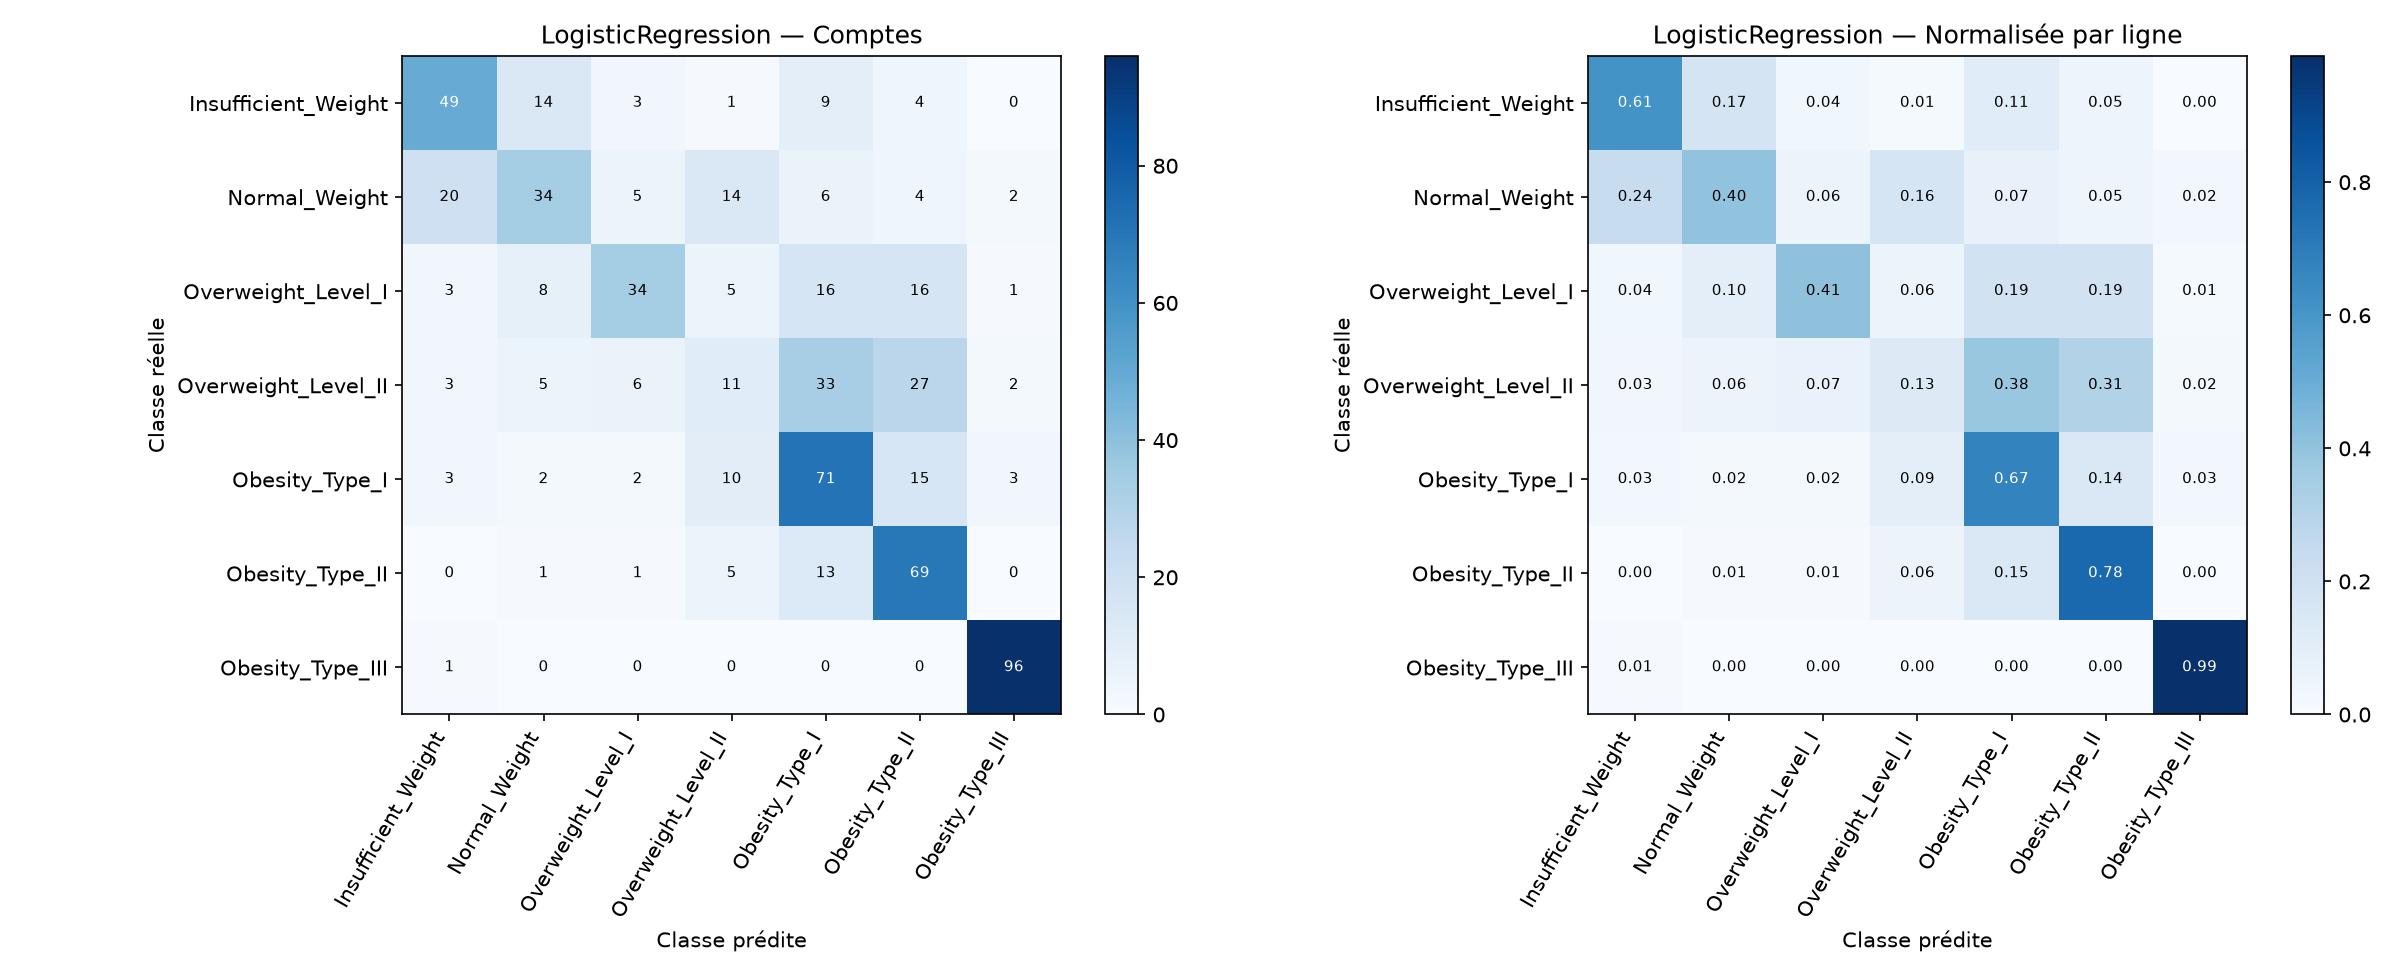 LogisticRegression — Comptes
Classe réelle
Insufficient_Weight 49 14 3 1 9 4 0
Normal_Weight 20 34 5 14 6 4 2
Overweight_Level_I 3 8 34 5 16 16 1
Overweight_Level_II 3 5 6 11 33 27 2
Obesity_Type_I 3 2 2 10 71 15 3
Obesity_Type_II 0 1 1 5 13 69 0
Obesity_Type_III 1 0 0 0 0 0 96
Insufficient_Weight
Normal_Weight
Overweight_Level_I
Overweight_Level_II
Obesity_Type_I
Obesity_Type_II
Obesity_Type_III
Classe prédite
80
60
40
20
0
LogisticRegression — Normalisée par ligne
Classe réelle
Insufficient_Weight 0.61 0.17 0.04 0.01 0.11 0.05 0.00
Normal_Weight 0.24 0.40 0.06 0.16 0.07 0.05 0.02
Overweight_Level_I 0.04 0.10 0.41 0.06 0.19 0.19 0.01
Overweight_Level_II 0.03 0.06 0.07 0.13 0.38 0.31 0.02
Obesity_Type_I 0.03 0.02 0.02 0.09 0.67 0.14 0.03
Obesity_Type_II 0.00 0.01 0.01 0.06 0.15 0.78 0.00
Obesity_Type_III 0.01 0.00 0.00 0.00 0.00 0.00 0.99
Insufficient_Weight
Normal_Weight
Overweight_Level_I
Overweight_Level_II
Obesity_Type_I
Obesity_Type_II
Obesity_Type_III
Classe prédite
0.8
0.6
0.4
0.2
0.0